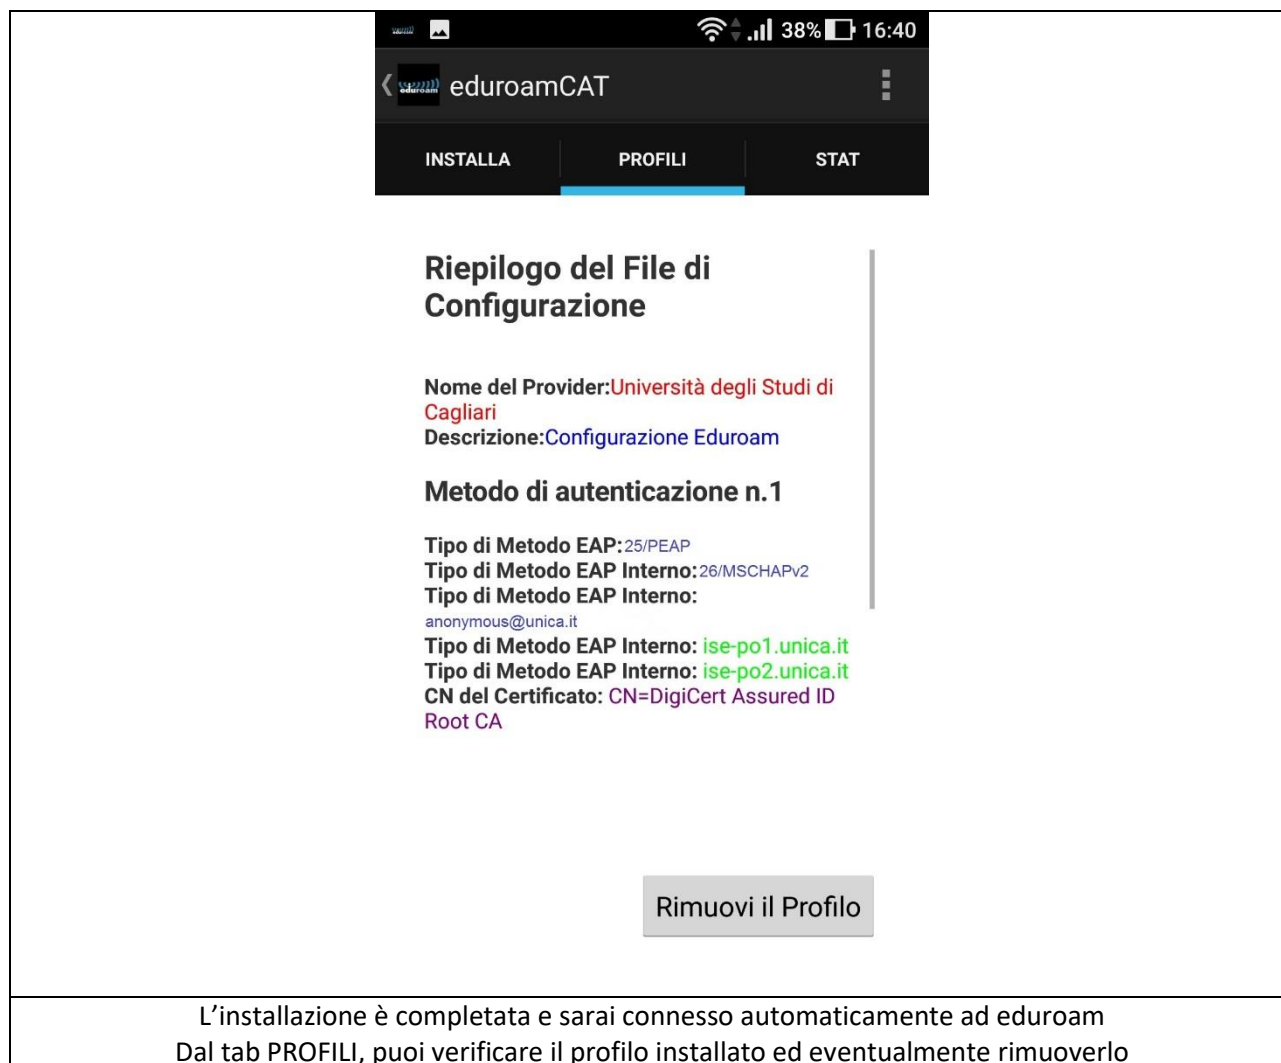 38% 16:40
eduroam eduroamCAT
INSTALLA PROFILI STAT
Riepilogo del File di
Configurazione
Nome del Provider:Università degli Studi di
Cagliari
Descrizione:Configurazione Eduroam
Metodo di autenticazione n.1
Tipo di Metodo EAP:25/PEAP
Tipo di Metodo EAP Interno:26/MSCHAPv2
Tipo di Metodo EAP Interno:
anonymous@unica.it
Tipo di Metodo EAP Interno: ise-po1.unica.it
Tipo di Metodo EAP Interno: ise-po2.unica.it
CN del Certificato: CN=DigiCert Assured ID
Root CA
Rimuovi il Profilo
L’installazione è completata e sarai connesso automaticamente ad eduroam
Dal tab PROFILI, puoi verificare il profilo installato ed eventualmente rimuoverlo